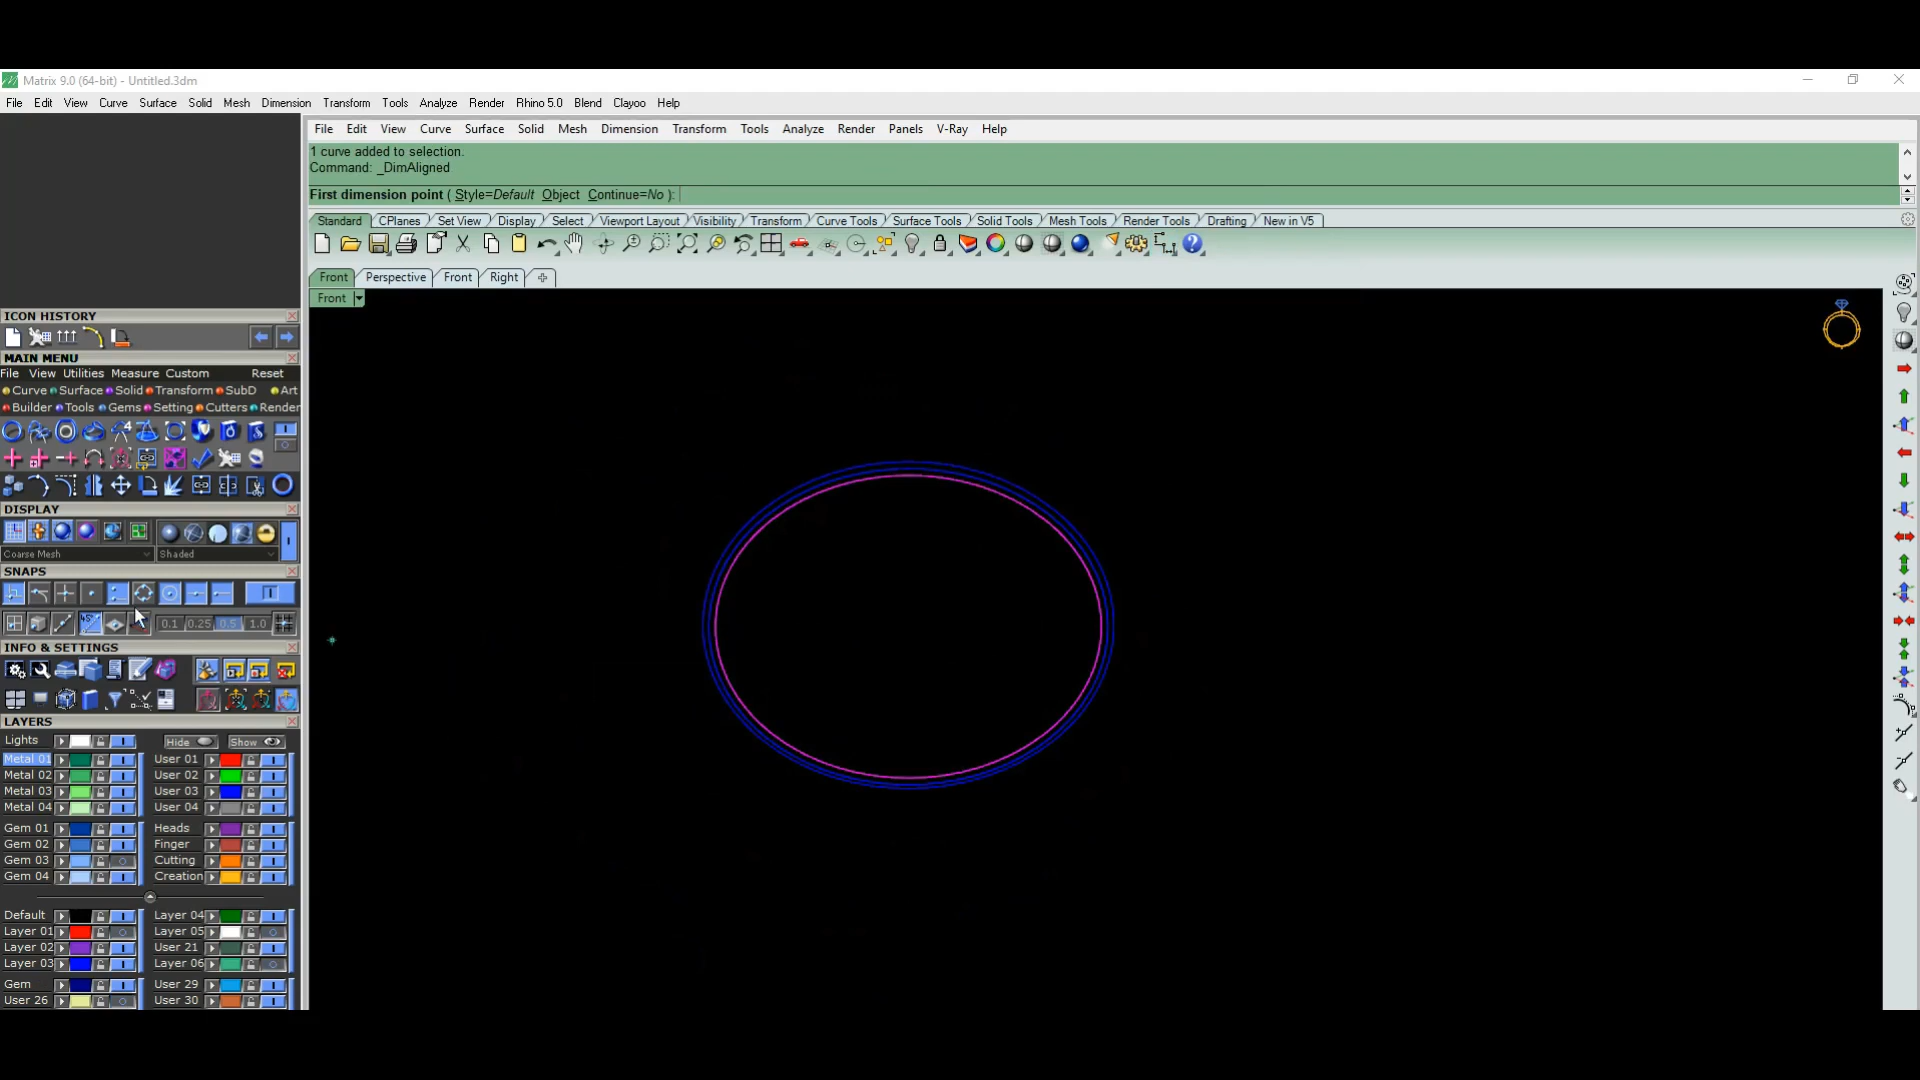 Matrix 9.0 (64-bit) - Untitled.3dm
File Edit View Curve Surface Solid Mesh Dimension Transform Tools Analyze Render Rhino 5.0 Blend Clayoo Help
File Edit View Curve Surface Solid Mesh Dimension Transform Tools Analyze Render Panels V-Ray Help
1 curve added to selection.
Command: _DimAligned
First dimension point ( Style=Default Object Continue=No ):
Standard CPlanes Set View Display Select Viewport Layout Visibility Transform Curve Tools Surface Tools Solid Tools Mesh Tools Render Tools Drafting New in V5
Front Perspective Front Right
Front
ICON HISTORY
MAIN MENU
File View Utilities Measure Custom Reset
Curve Surface Solid Transform SubD Art
Builder Tools Gems Setting Cutters Render
DISPLAY
Coarse Mesh Shaded
SNAPS
0.1 0.25 0.5 1.0
INFO & SETTINGS
LAYERS
Lights Hide Show
Metal 01 User 01
Metal 02 User 02
Metal 03 User 03
Metal 04 User 04
Gem 01 Heads
Gem 02 Finger
Gem 03 Cutting
Gem 04 Creation
Default Layer 04
Layer 01 Layer 05
Layer 02 User 21
Layer 03 Layer 06
Gem User 29
User 26 User 30